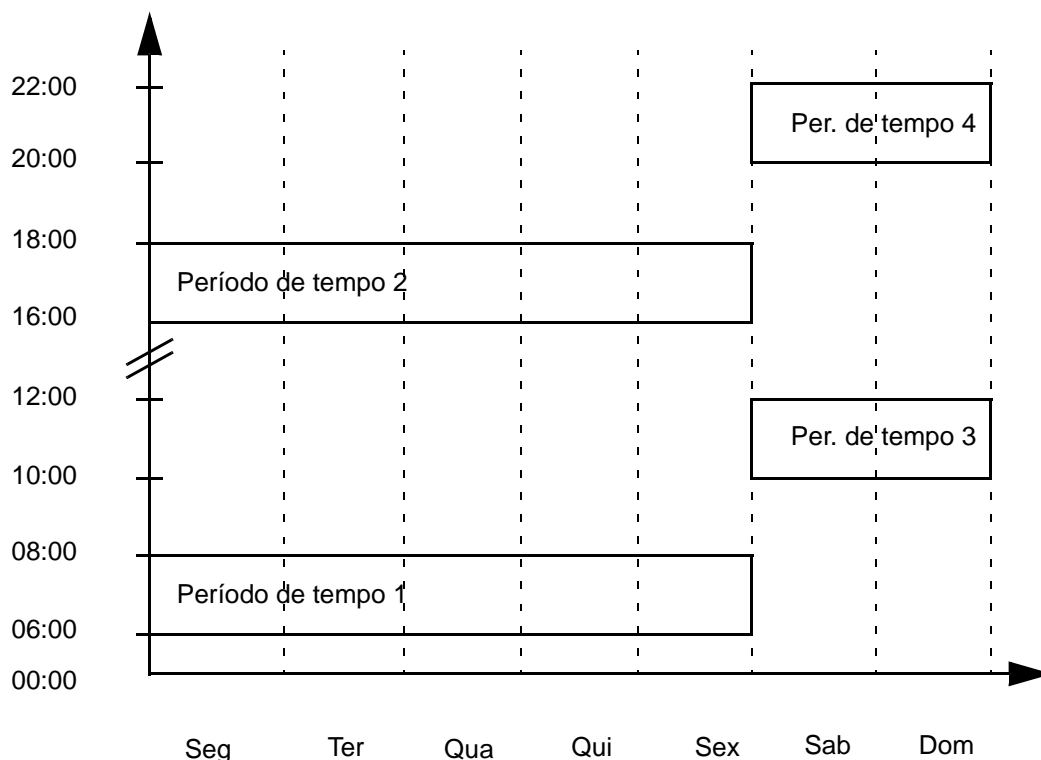 22:00
Per. de tempo 4
20:00
18:00
Período de tempo 2
16:00
12:00
Per. de tempo 3
10:00
08:00
Período de tempo 1
06:00
00:00
Seg Ter Qua Qui Sex Sab Dom